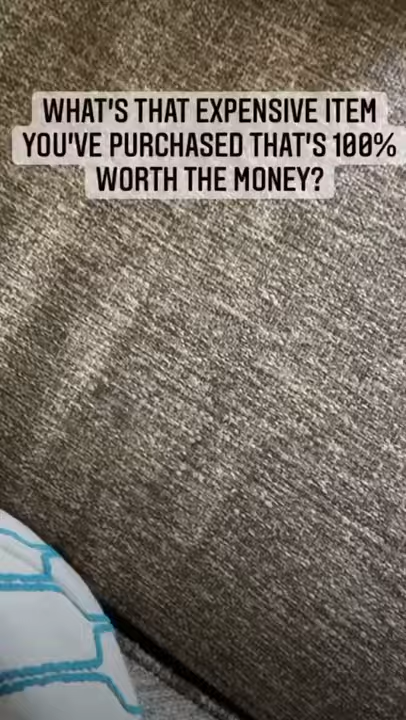 WHAT'S THAT EXPENSIVE ITEM
YOU'VE PURCHASED THAT'S 100%
WORTH THE MONEY?